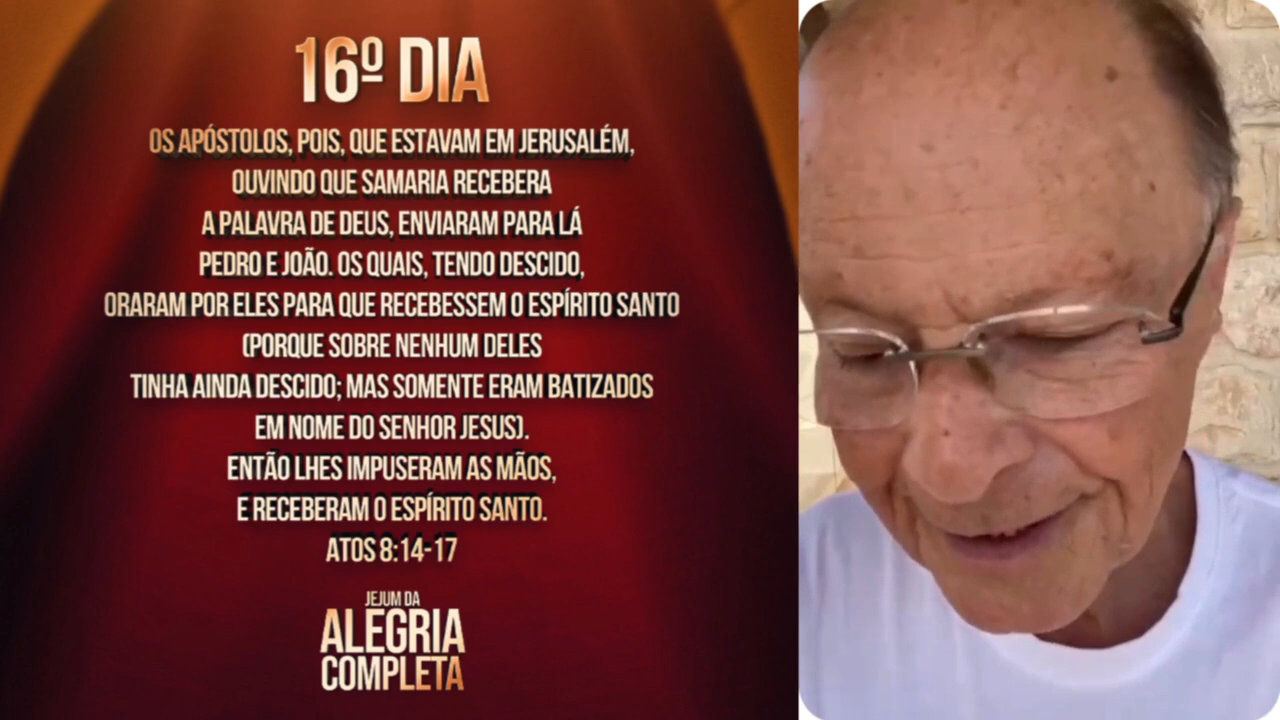 16º DIA
OS APÓSTOLOS, POIS, QUE ESTAVAM EM JERUSALÉM,
OUVINDO QUE SAMARIA RECEBERA
A PALAVRA DE DEUS, ENVIARAM PARA LÁ
PEDRO E JOÃO. OS QUAIS, TENDO DESCIDO,
ORARAM POR ELES PARA QUE RECEBESSEM O ESPÍRITO SANTO
(PORQUE SOBRE NENHUM DELES
TINHA AINDA DESCIDO; MAS SOMENTE ERAM BATIZADOS
EM NOME DO SENHOR JESUS).
ENTÃO LHES IMPUSERAM AS MÃOS,
E RECEBERAM O ESPÍRITO SANTO.
ATOS 8:14-17
JEJUM DA
ALEGRIA
COMPLETA